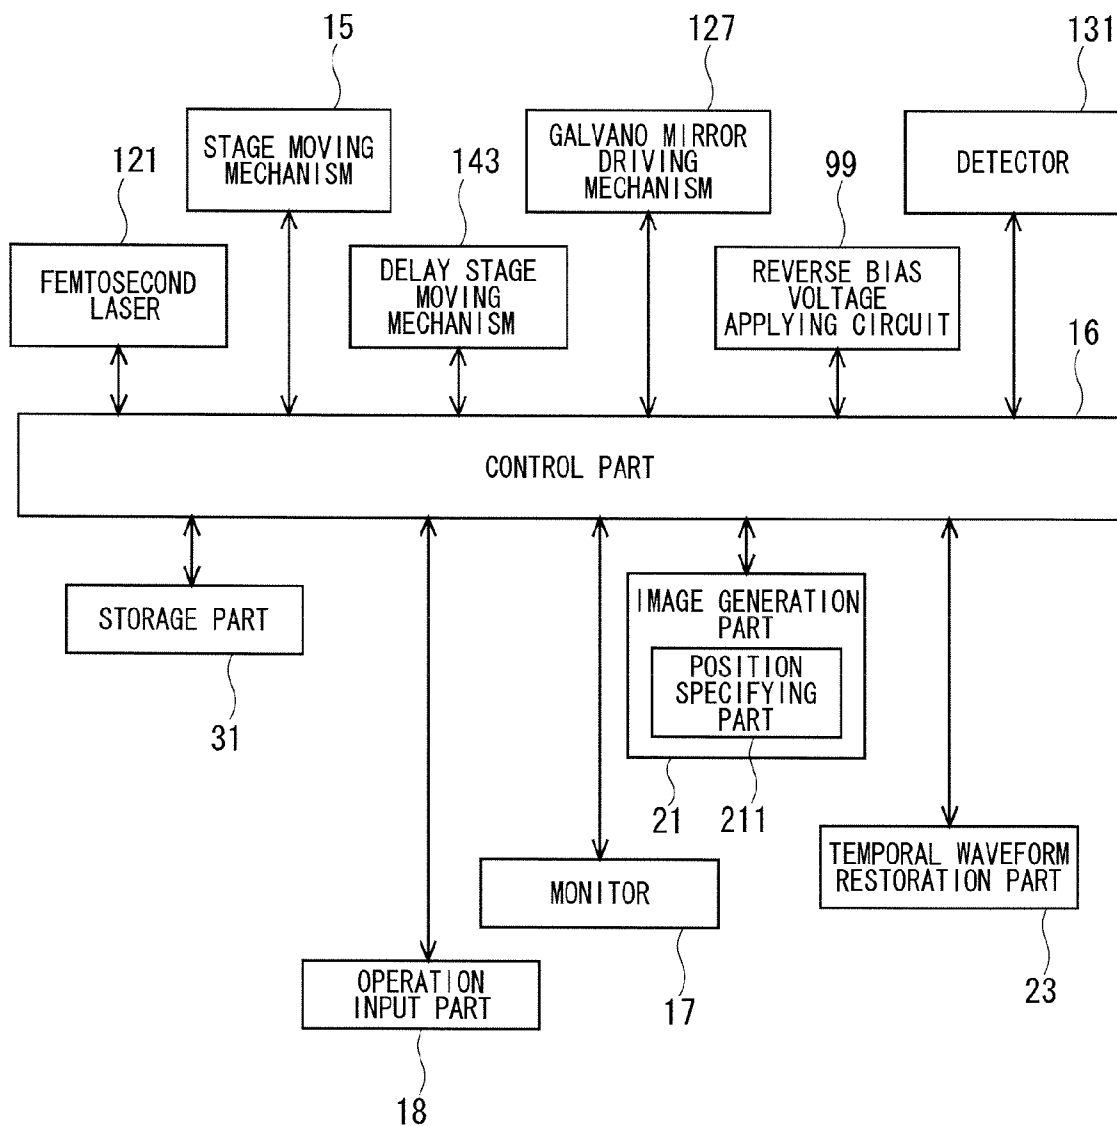 15
127
131
STAGE MOVING
MECHANISM
GALVANO MIRROR
DRIVING
MECHANISM
DETECTOR
121
143
99
FEMTOSECOND
LASER
DELAY STAGE
MOVING
MECHANISM
REVERSE BIAS
VOLTAGE
APPLYING CIRCUIT
16
CONTROL PART
STORAGE PART
31
IMAGE GENERATION
PART
POSITION
SPECIFYING
PART
21
211
TEMPORAL WAVEFORM
RESTORATION PART
23
MONITOR
17
OPERATION
INPUT PART
18